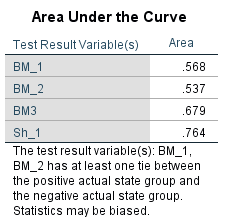 Area Under the Curve
Test Result Variable(s) Area
BM_1 .568
BM_2 .537
BM3 .679
Sh_1 .764
The test result variable(s): BM_1,
BM_2 has at least one tie between
the positive actual state group and
the negative actual state group.
Statistics may be biased.